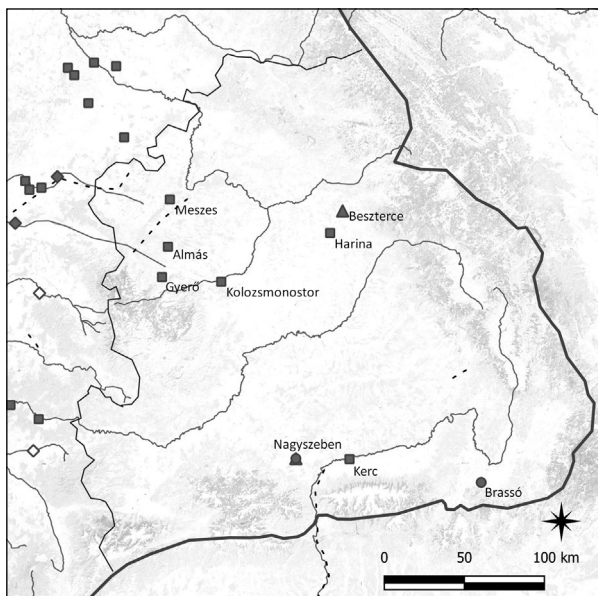 Meszes
Beszterce
Harina
Almás
Gyerő
Kolozsmonostor
Nagyszeben
Kerc
Brassó
0 50 100 km